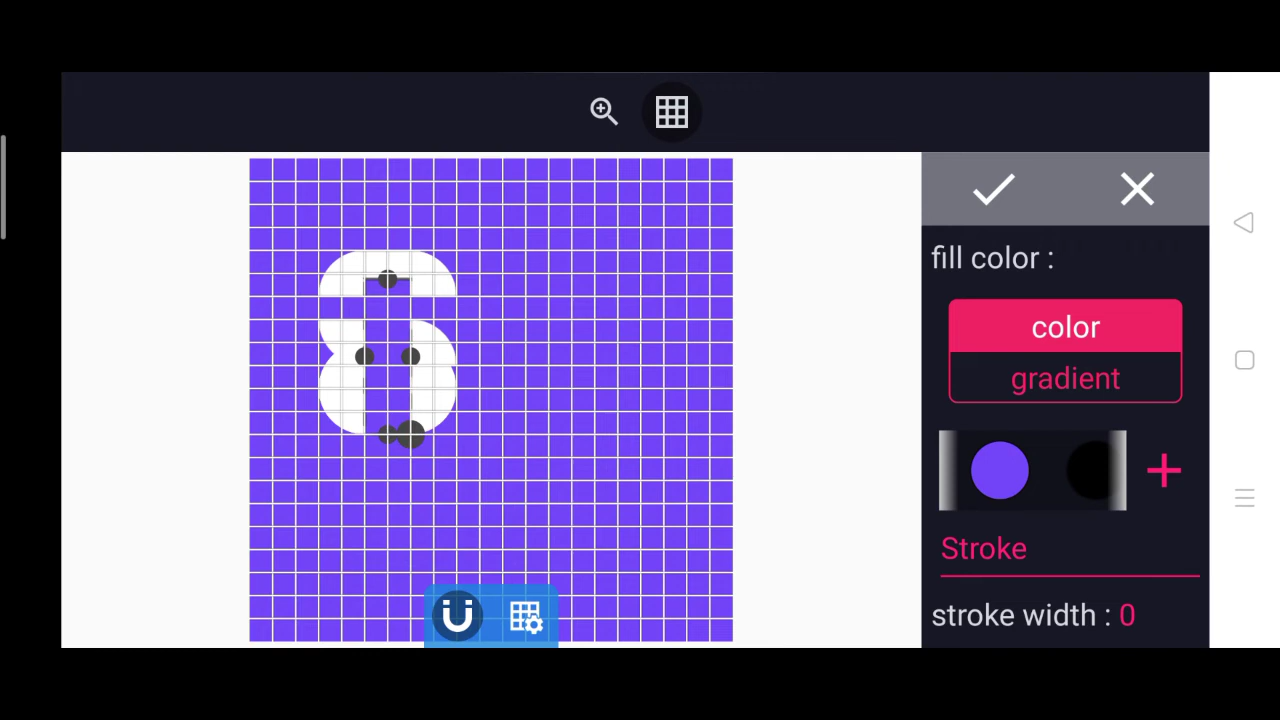 fill color :
color
gradient
Stroke
stroke width : 0